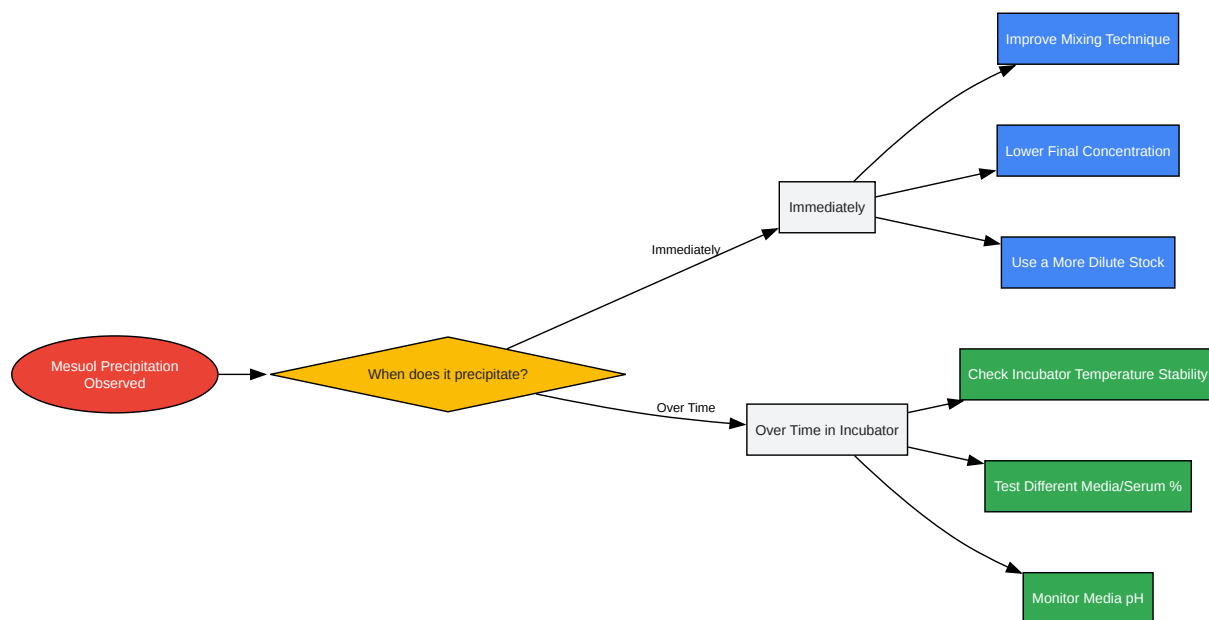 Mesuol Precipitation
Observed
When does it precipitate?
Immediately
Immediately
Improve Mixing Technique
Lower Final Concentration
Use a More Dilute Stock
Over Time
Over Time in Incubator
Check Incubator Temperature Stability
Test Different Media/Serum %
Monitor Media pH